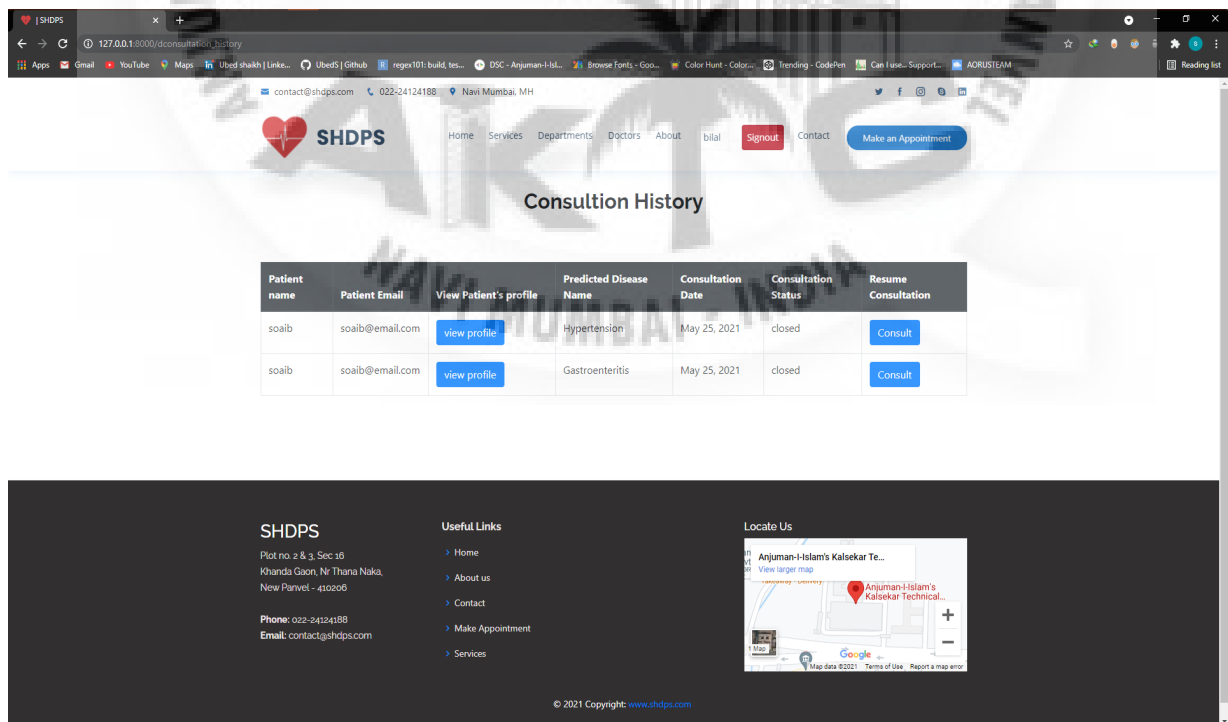 | SHDPS
127.0.0.1:8000/dconsultation_history
Apps Gmail YouTube Maps Ubed shaikh | Linke... UbedS | Github regex101: build, tes... DSC - Anjuman-I-Isl... Browse Fonts - Goo... Color Hunt - Color... Trending - CodePen Can I use... Support... AORUSTEAM Reading list
contact@shdps.com 022-24124188 Navi Mumbai, MH
SHDPS Home Services Departments Doctors About bilal Signout Contact Make an Appointment
AKTC
NAVI MUMBAI - INDIA
Consultion History
Patient name Patient Email View Patient's profile Predicted Disease Name Consultation Date Consultation Status Resume Consultation
soaib soaib@email.com view profile Hypertension May 25, 2021 closed Consult
soaib soaib@email.com view profile Gastroenteritis May 25, 2021 closed Consult
SHDPS
Plot no. 2 & 3, Sec 16
Khanda Gaon, Nr Thana Naka,
New Panvel - 410206
Phone: 022-24124188
Email: contact@shdps.com
Useful Links
Home
About us
Contact
Make Appointment
Services
Locate Us
Anjuman-I-Islam's Kalsekar Te...
View larger map
Takeaway - Delivery
Anjuman-I-Islam's
Kalsekar Technical...
+
−
Map
Google
Map data ©2021 Terms of Use Report a map error
© 2021 Copyright: www.shdps.com